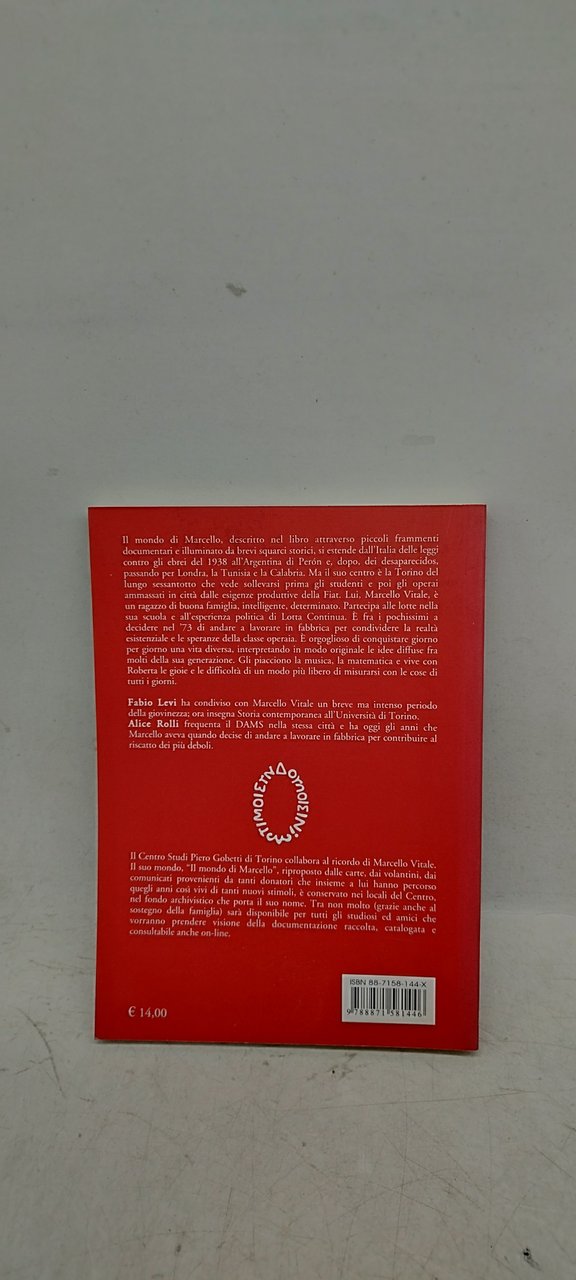 Il mondo di Marcello, descritto nel libro attraverso piccoli frammenti
documentari e illuminato da brevi squarci storici, si estende dall'Italia delle leggi
contro gli ebrei del 1938 all'Argentina di Perón e, dopo, dei desaparecidos,
passando per Londra, la Tunisia e la Calabria. Ma il suo centro è la Torino del
lungo sessantotto che vede sollevarsi prima gli studenti e poi gli operai
ammassati in città dalle esigenze produttive della Fiat. Lui, Marcello Vitale, è
un ragazzo di buona famiglia, intelligente, determinato. Partecipa alle lotte nella
sua scuola e all'esperienza politica di Lotta Continua. È fra i pochissimi a
decidere nel '73 di andare a lavorare in fabbrica per condividere la realtà
esistenziale e le speranze della classe operaia. È orgoglioso di conquistare giorno
per giorno una vita diversa, interpretando in modo originale le idee diffuse fra
molti della sua generazione. Gli piacciono la musica, la matematica e vive con
Roberta le gioie e le difficoltà di un modo più libero di misurarsi con le cose di
tutti i giorni.
Fabio Levi ha condiviso con Marcello Vitale un breve ma intenso periodo
della giovinezza; ora insegna Storia contemporanea all'Università di Torino.
Alice Rolli frequenta il DAMS nella stessa città e ha oggi gli anni che
Marcello aveva quando decise di andare a lavorare in fabbrica per contribuire al
riscatto dei più deboli.
Il Centro Studi Piero Gobetti di Torino collabora al ricordo di Marcello Vitale.
Il suo mondo, "Il mondo di Marcello", riproposto dalle carte, dai volantini, dai
comunicati provenienti da tanti donatori che insieme a lui hanno percorso
quegli anni così vivi di tanti nuovi stimoli, è conservato nei locali del Centro,
nel fondo archivistico che porta il suo nome. Tra non molto (grazie anche al
sostegno della famiglia) sarà disponibile per tutti gli studiosi ed amici che
vorranno prendere visione della documentazione raccolta, catalogata e
consultabile anche on-line.
ISBN 88-7158-144-X
9 788871 581446
€ 14,00